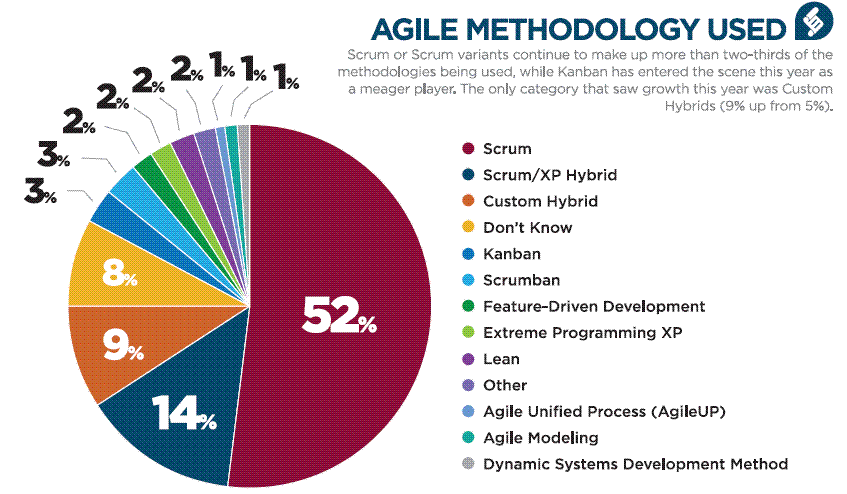 AGILE METHODOLOGY USED
Scrum or Scrum variants continue to make up more than two-thirds of the
methodologies being used, while Kanban has entered the scene this year as
a meager player. The only category that saw growth this year was Custom
Hybrids (9% up from 5%).
3%
3%
2%
2%
2%
2%
1%
1%
1%
8%
9%
14%
52%
Scrum
Scrum/XP Hybrid
Custom Hybrid
Don't Know
Kanban
Scrumban
Feature-Driven Development
Extreme Programming XP
Lean
Other
Agile Unified Process (AgileUP)
Agile Modeling
Dynamic Systems Development Method